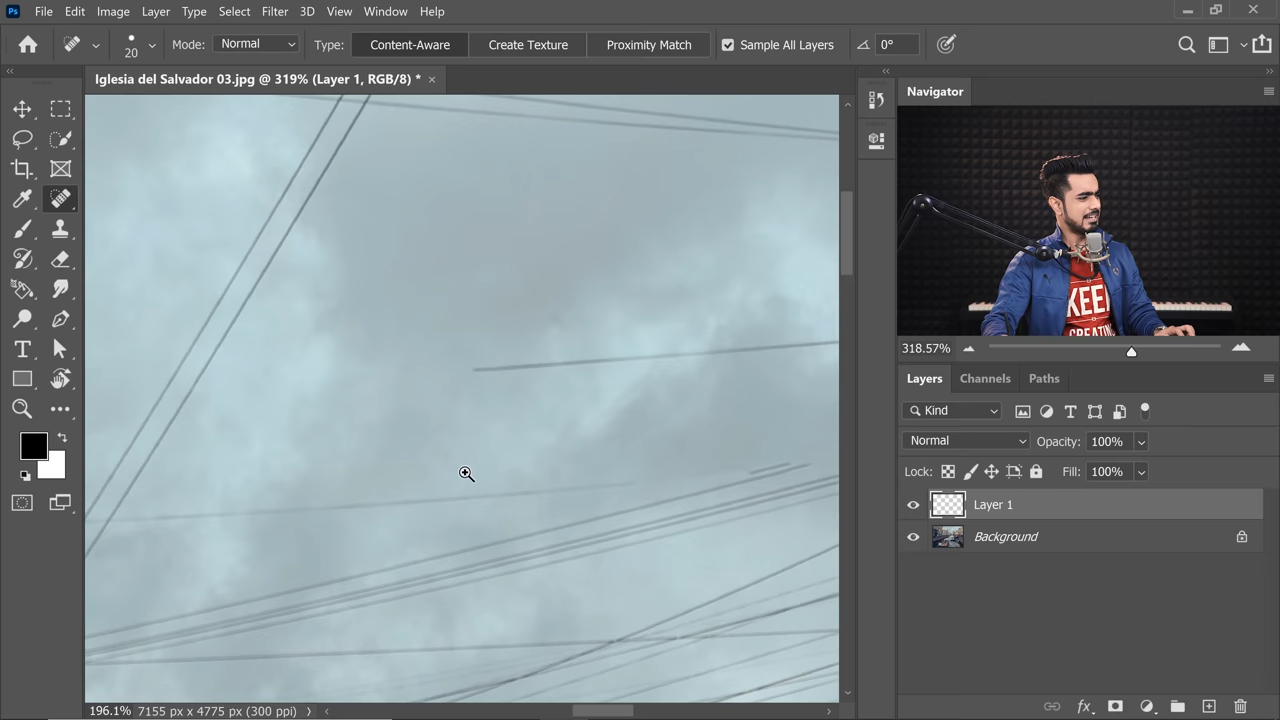 Ps File Edit Image Layer Type Select Filter 3D View Window Help
20 Mode: Normal Type: Content-Aware Create Texture Proximity Match Sample All Layers 0°
Iglesia del Salvador 03.jpg @ 319% (Layer 1, RGB/8) *
Navigator
KEEP
CREATING
318.57%
Layers Channels Paths
Kind
Normal Opacity: 100%
Lock: Fill: 100%
Layer 1
Background
196.1% 7155 px x 4775 px (300 ppi)